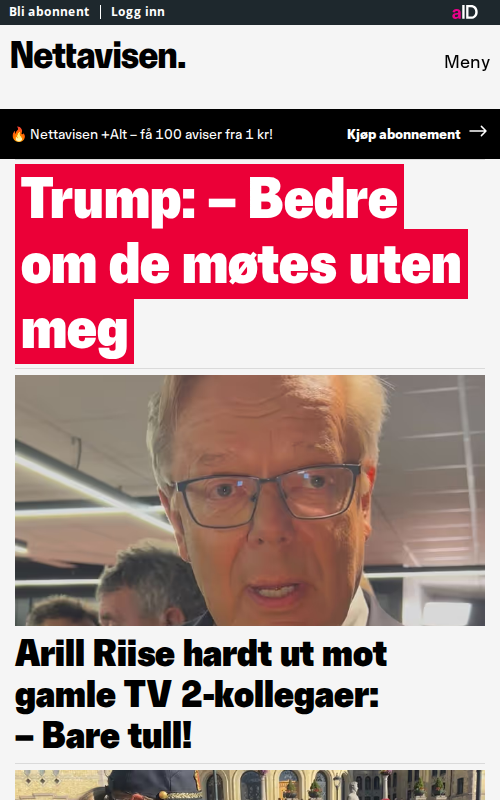 Bli abonnent
Logg inn
aID
Nettavisen.
Meny
🔥 Nettavisen +Alt – få 100 aviser fra 1 kr!
Kjøp abonnement →
Trump: – Bedre
om de møtes uten
meg
Arill Riise hardt ut mot
gamle TV 2-kollegaer:
– Bare tull!